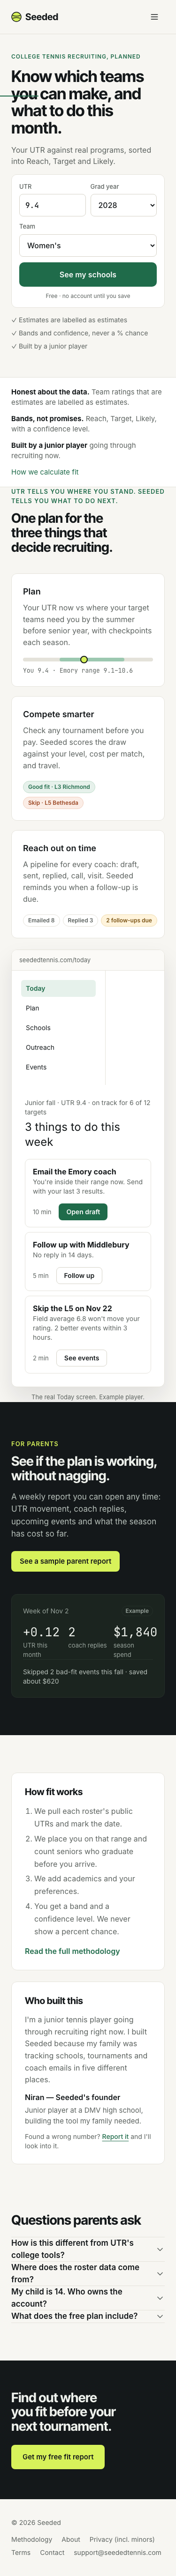 Seeded
COLLEGE TENNIS RECRUITING, PLANNED
Know which teams
you can make, and
what to do this
month.
Your UTR against real programs, sorted
into Reach, Target and Likely.
UTR
Grad year
9.4
2028
Team
Women's
See my schools
Free · no account until you save
✓ Estimates are labelled as estimates
✓ Bands and confidence, never a % chance
✓ Built by a junior player
Honest about the data. Team ratings that are
estimates are labelled as estimates.
Bands, not promises. Reach, Target, Likely,
with a confidence level.
Built by a junior player going through
recruiting now.
How we calculate fit
UTR TELLS YOU WHERE YOU STAND. SEEDED
TELLS YOU WHAT TO DO NEXT.
One plan for the
three things that
decide recruiting.
Plan
Your UTR now vs where your target
teams need you by the summer
before senior year, with checkpoints
each season.
You 9.4 · Emory range 9.1–10.6
Compete smarter
Check any tournament before you
pay. Seeded scores the draw
against your level, cost per match,
and travel.
Good fit · L3 Richmond
Skip · L5 Bethesda
Reach out on time
A pipeline for every coach: draft,
sent, replied, call, visit. Seeded
reminds you when a follow-up is
due.
Emailed 8
Replied 3
2 follow-ups due
seededtennis.com/today
Today
Plan
Schools
Outreach
Events
Junior fall · UTR 9.4 · on track for 6 of 12
targets
3 things to do this
week
Email the Emory coach
You're inside their range now. Send
with your last 3 results.
10 min
Open draft
Follow up with Middlebury
No reply in 14 days.
5 min
Follow up
Skip the L5 on Nov 22
Field average 6.8 won't move your
rating. 2 better events within 3
hours.
2 min
See events
The real Today screen. Example player.
FOR PARENTS
See if the plan is working,
without nagging.
A weekly report you can open any time:
UTR movement, coach replies,
upcoming events and what the season
has cost so far.
See a sample parent report
Week of Nov 2
Example
+0.12
2
$1,840
UTR this
month
coach replies
season
spend
Skipped 2 bad-fit events this fall · saved
about $620
How fit works
1. We pull each roster's public
UTRs and mark the date.
2. We place you on that range and
count seniors who graduate
before you arrive.
3. We add academics and your
preferences.
4. You get a band and a
confidence level. We never
show a percent chance.
Read the full methodology
Who built this
I'm a junior tennis player going
through recruiting right now. I built
Seeded because my family was
tracking schools, tournaments and
coach emails in five different
places.
Niran — Seeded's founder
Junior player at a DMV high school,
building the tool my family needed.
Found a wrong number? Report it and I'll
look into it.
Questions parents ask
How is this different from UTR's
college tools?
Where does the roster data come
from?
My child is 14. Who owns the
account?
What does the free plan include?
Find out where
you fit before your
next tournament.
Get my free fit report
© 2026 Seeded
Methodology
About
Privacy (incl. minors)
Terms
Contact
support@seededtennis.com